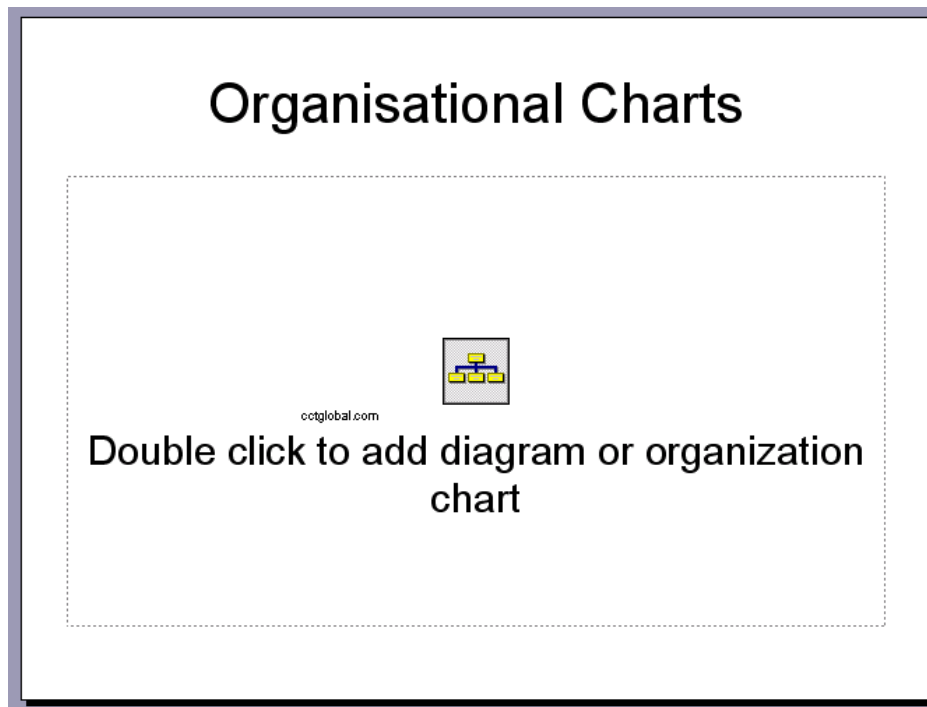 Organisational Charts
cctglobal.com
Double click to add diagram or organization
chart